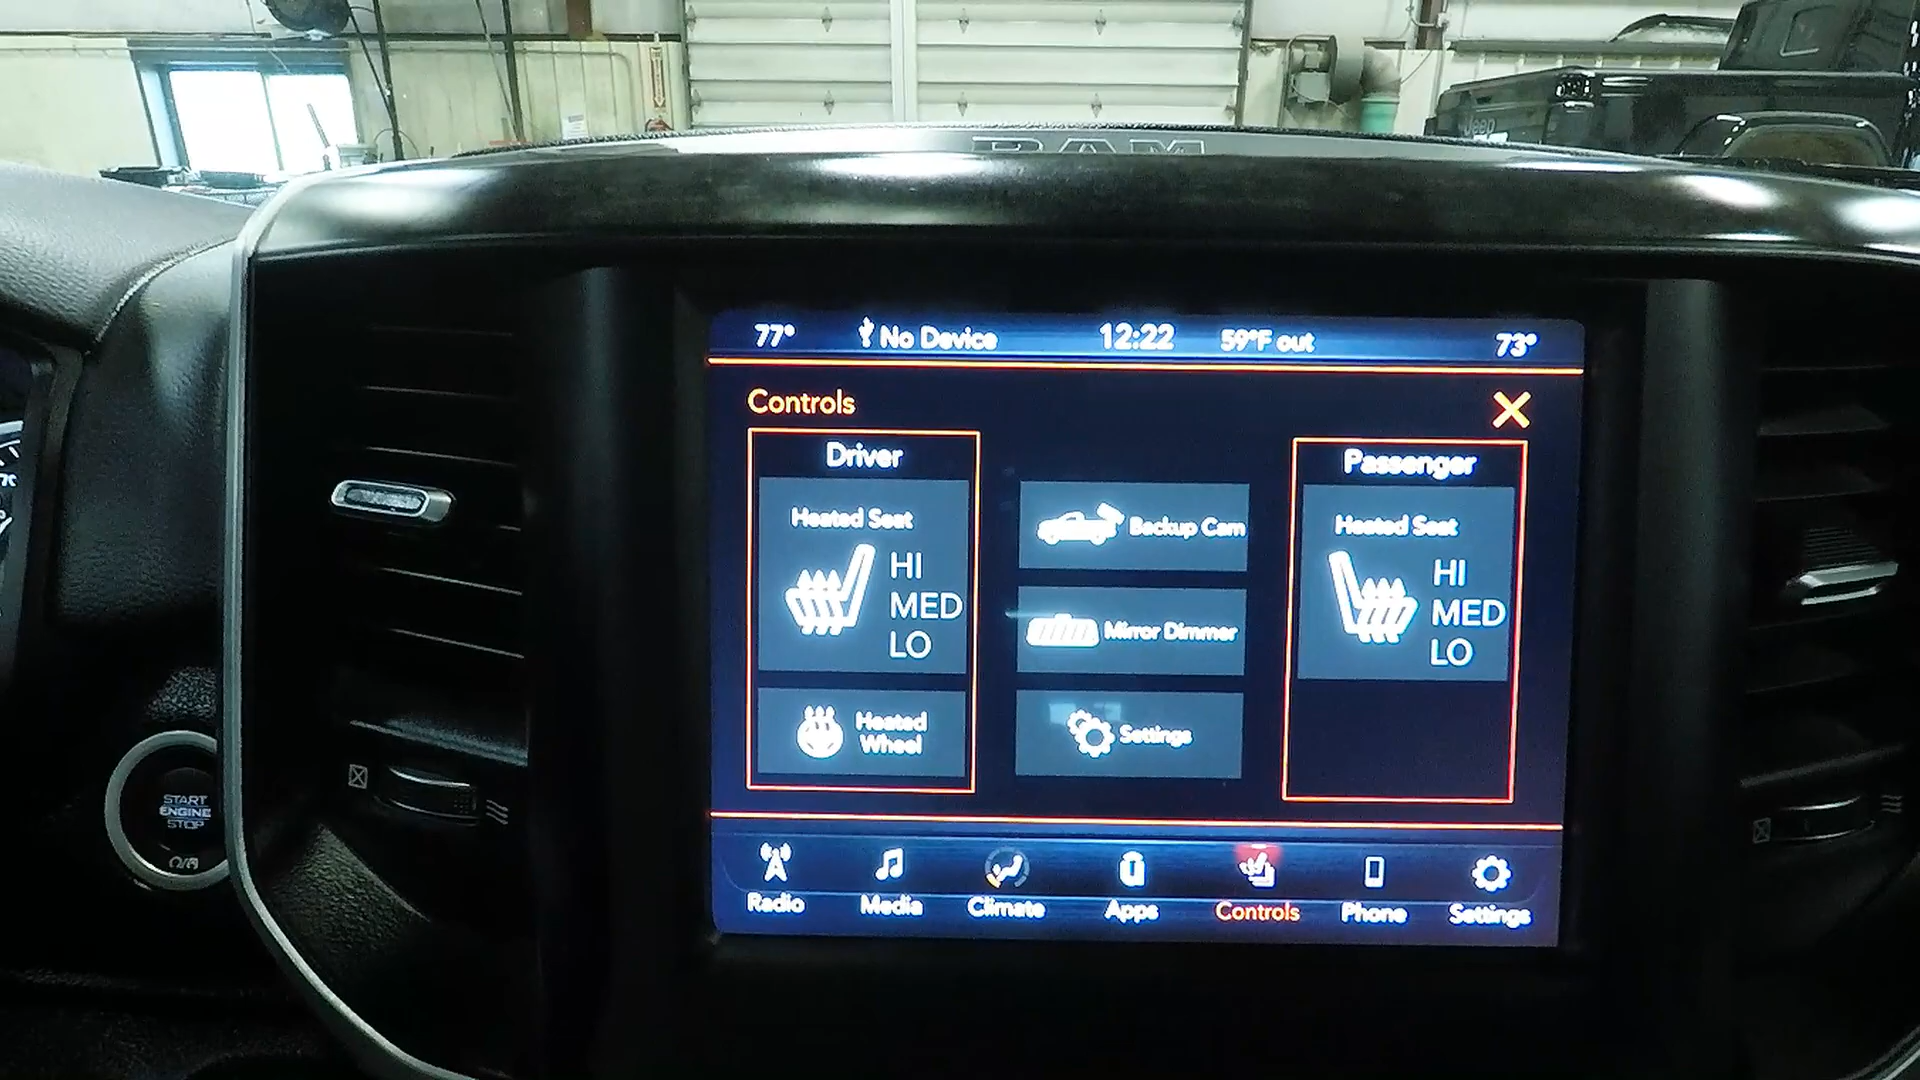 Jeep
RAM
77° No Device 12:22 59°F out 73°
Controls
Driver
Heated Seat
HI
MED
LO
Heated
Wheel
Backup Cam
Mirror Dimmer
Settings
Passenger
Heated Seat
HI
MED
LO
START
ENGINE
STOP
Radio Media Climate Apps Controls Phone Settings